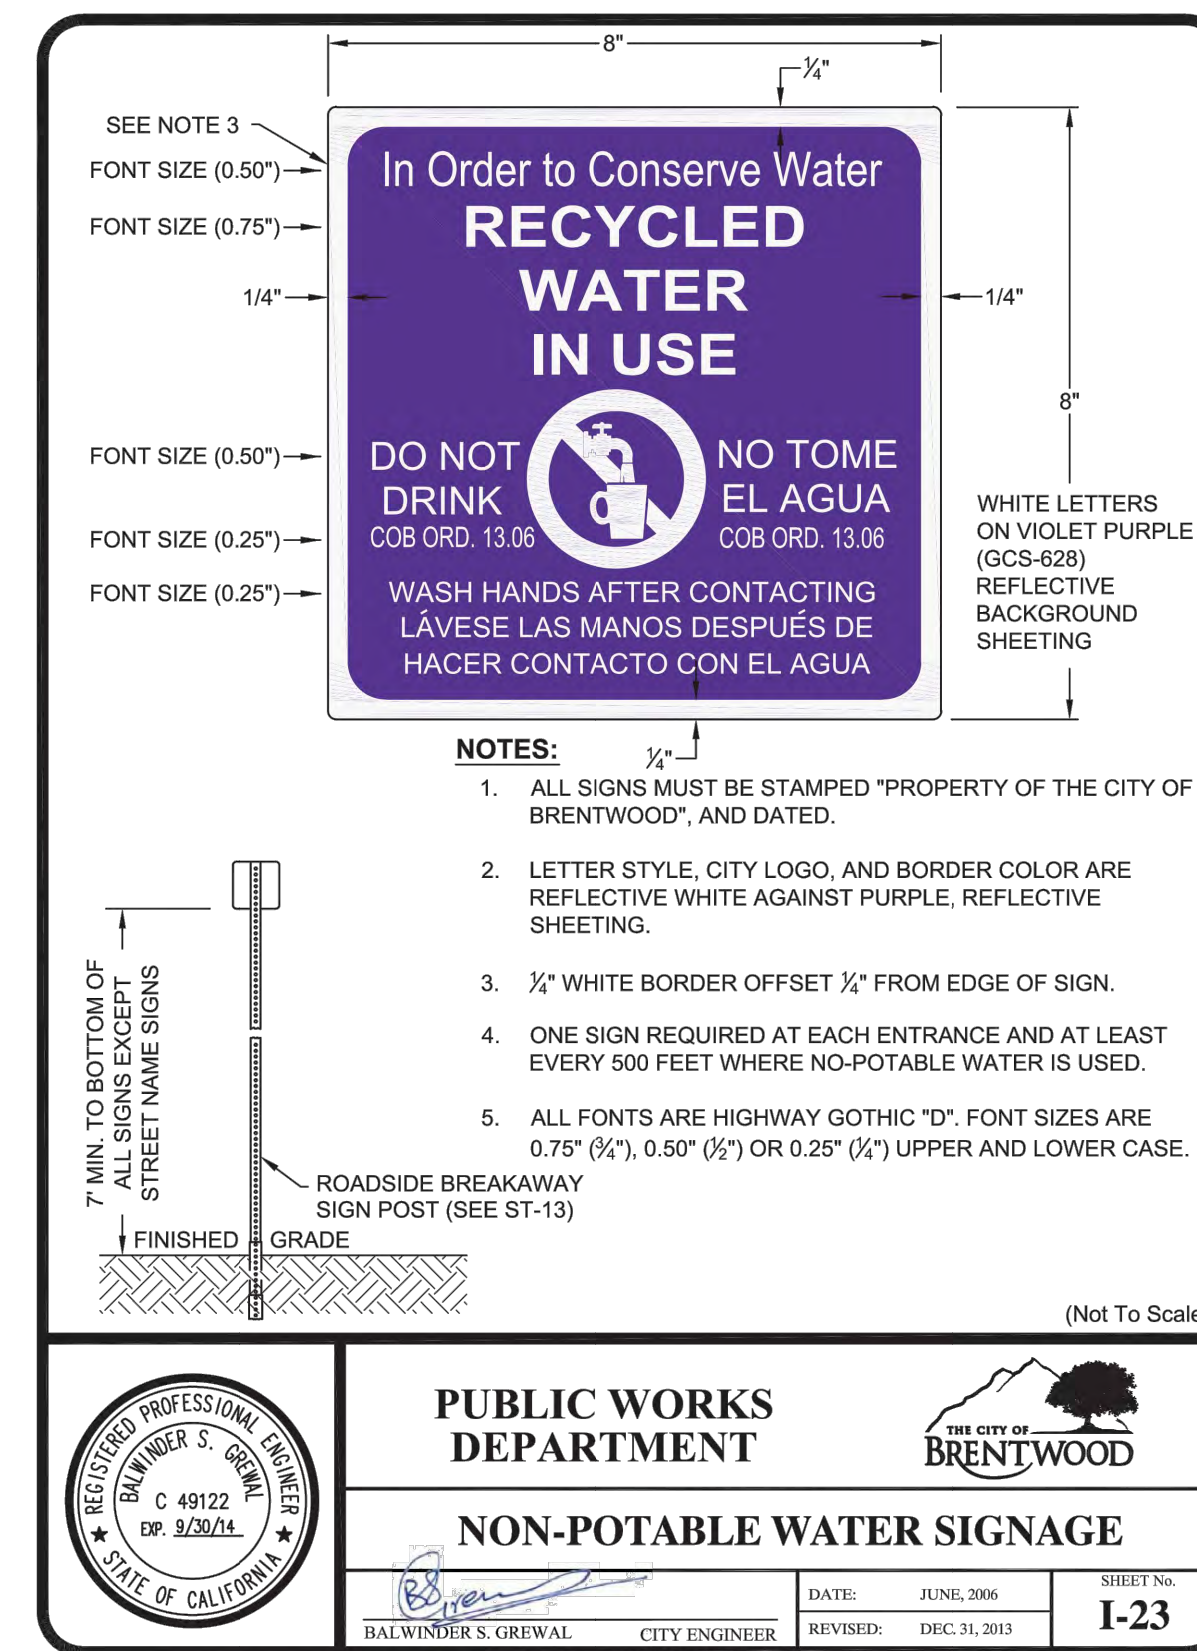 8"
¼"
SEE NOTE 3
FONT SIZE (0.50")
FONT SIZE (0.75")
1/4"
FONT SIZE (0.50")
FONT SIZE (0.25")
FONT SIZE (0.25")
In Order to Conserve Water
RECYCLED
WATER
IN USE
DO NOT
DRINK
COB ORD. 13.06
NO TOME
EL AGUA
COB ORD. 13.06
WASH HANDS AFTER CONTACTING
LÁVESE LAS MANOS DESPUÉS DE
HACER CONTACTO CON EL AGUA
1/4"
8"
WHITE LETTERS
ON VIOLET PURPLE
(GCS-628)
REFLECTIVE
BACKGROUND
SHEETING
¼"
NOTES:
1. ALL SIGNS MUST BE STAMPED "PROPERTY OF THE CITY OF
BRENTWOOD", AND DATED.
2. LETTER STYLE, CITY LOGO, AND BORDER COLOR ARE
REFLECTIVE WHITE AGAINST PURPLE, REFLECTIVE
SHEETING.
3. ¼" WHITE BORDER OFFSET ¼" FROM EDGE OF SIGN.
4. ONE SIGN REQUIRED AT EACH ENTRANCE AND AT LEAST
EVERY 500 FEET WHERE NO-POTABLE WATER IS USED.
5. ALL FONTS ARE HIGHWAY GOTHIC "D". FONT SIZES ARE
0.75" (¾"), 0.50" (½") OR 0.25" (¼") UPPER AND LOWER CASE.
7' MIN. TO BOTTOM OF
ALL SIGNS EXCEPT
STREET NAME SIGNS
ROADSIDE BREAKAWAY
SIGN POST (SEE ST-13)
FINISHED GRADE
(Not To Scale
REGISTERED PROFESSIONAL ENGINEER
BALWINDER S. GREWAL
C 49122
EXP. 9/30/14
STATE OF CALIFORNIA
PUBLIC WORKS
DEPARTMENT
THE CITY OF
BRENTWOOD
NON-POTABLE WATER SIGNAGE
BALWINDER S. GREWAL CITY ENGINEER
DATE: JUNE, 2006
REVISED: DEC. 31, 2013
SHEET No.
I-23